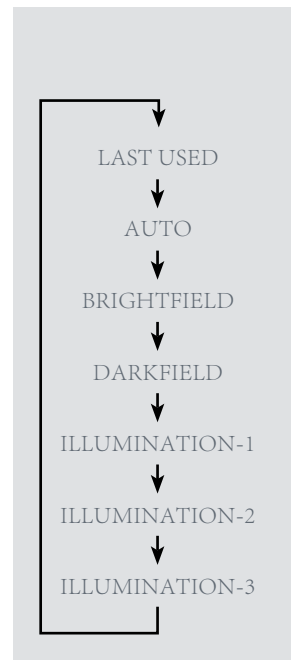 LAST USED
AUTO
BRIGHTFIELD
DARKFIELD
ILLUMINATION-1
ILLUMINATION-2
ILLUMINATION-3